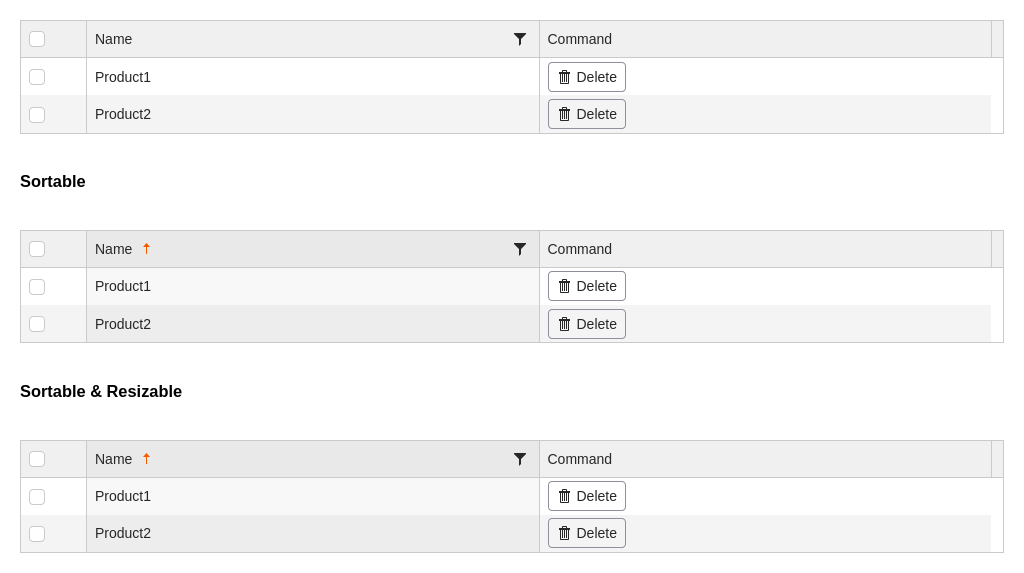 Name Command
Product1 Delete
Product2 Delete
Sortable
Name Command
Product1 Delete
Product2 Delete
Sortable & Resizable
Name Command
Product1 Delete
Product2 Delete